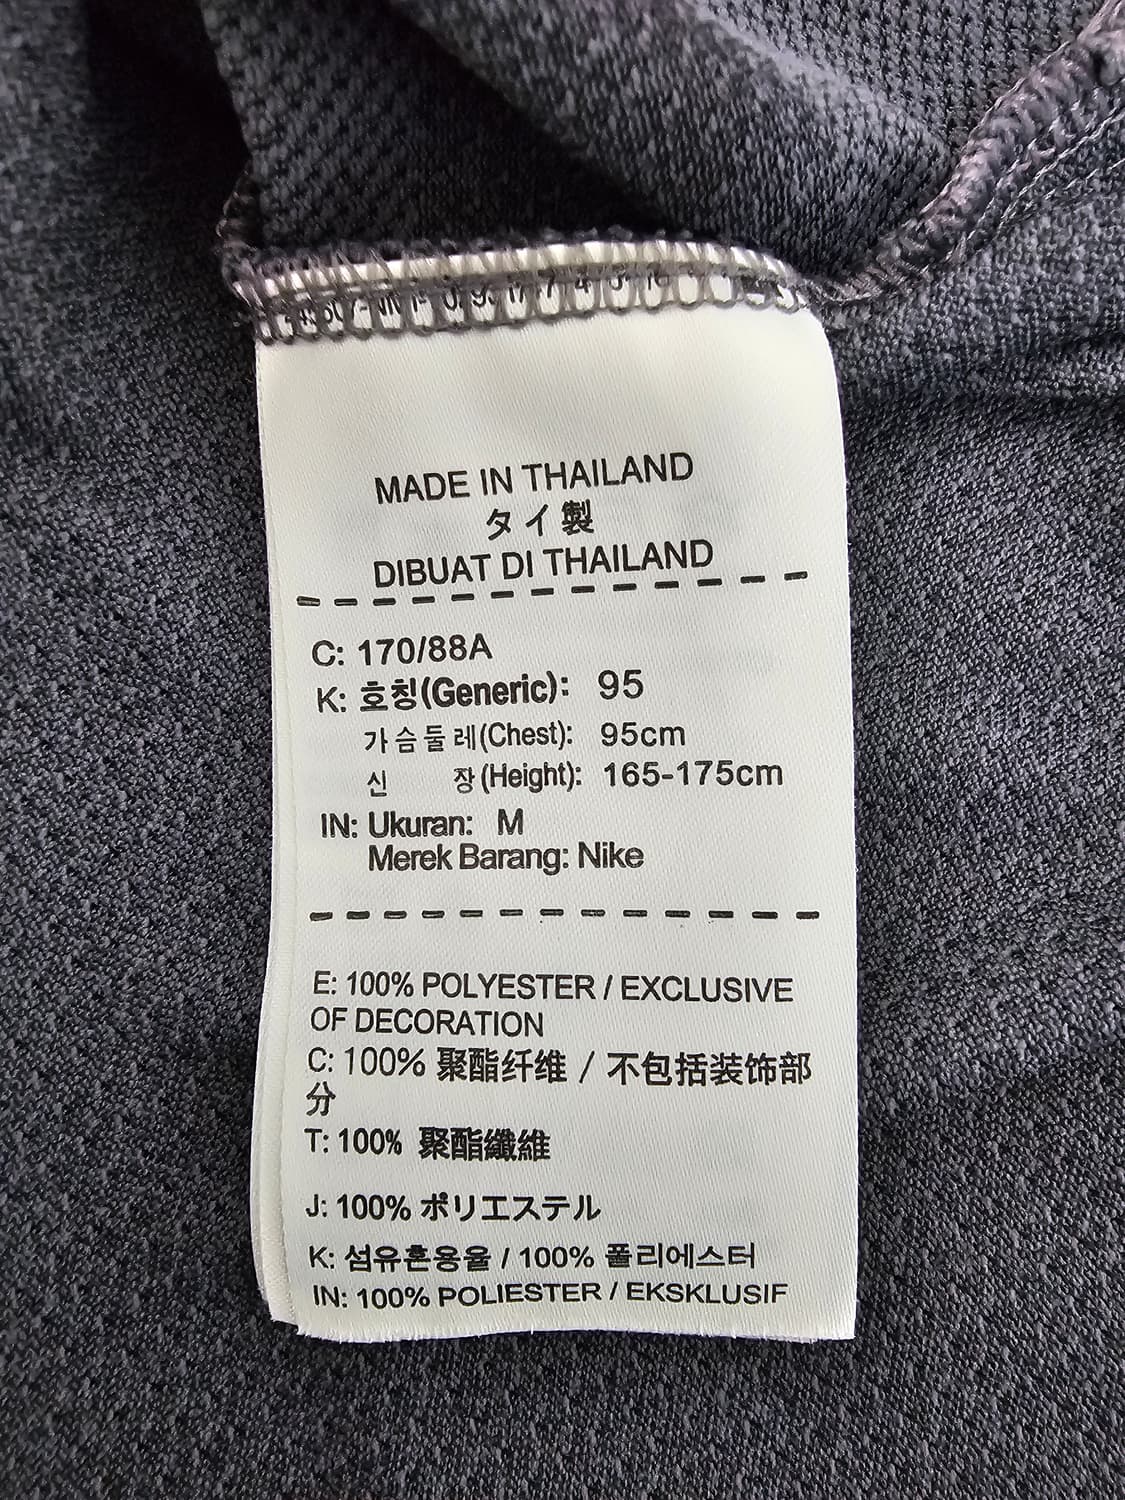 MADE IN THAILAND
タイ製
DIBUAT DI THAILAND
C: 170/88A
K: 호칭(Generic): 95
가슴둘레(Chest): 95cm
신 장(Height): 165-175cm
IN: Ukuran: M
Merek Barang: Nike
E: 100% POLYESTER / EXCLUSIVE
OF DECORATION
C: 100% 聚酯纤维 / 不包括装饰部
分
T: 100% 聚酯纖維
J: 100% ポリエステル
K: 섬유혼용율 / 100% 폴리에스터
IN: 100% POLIESTER / EKSKLUSIF